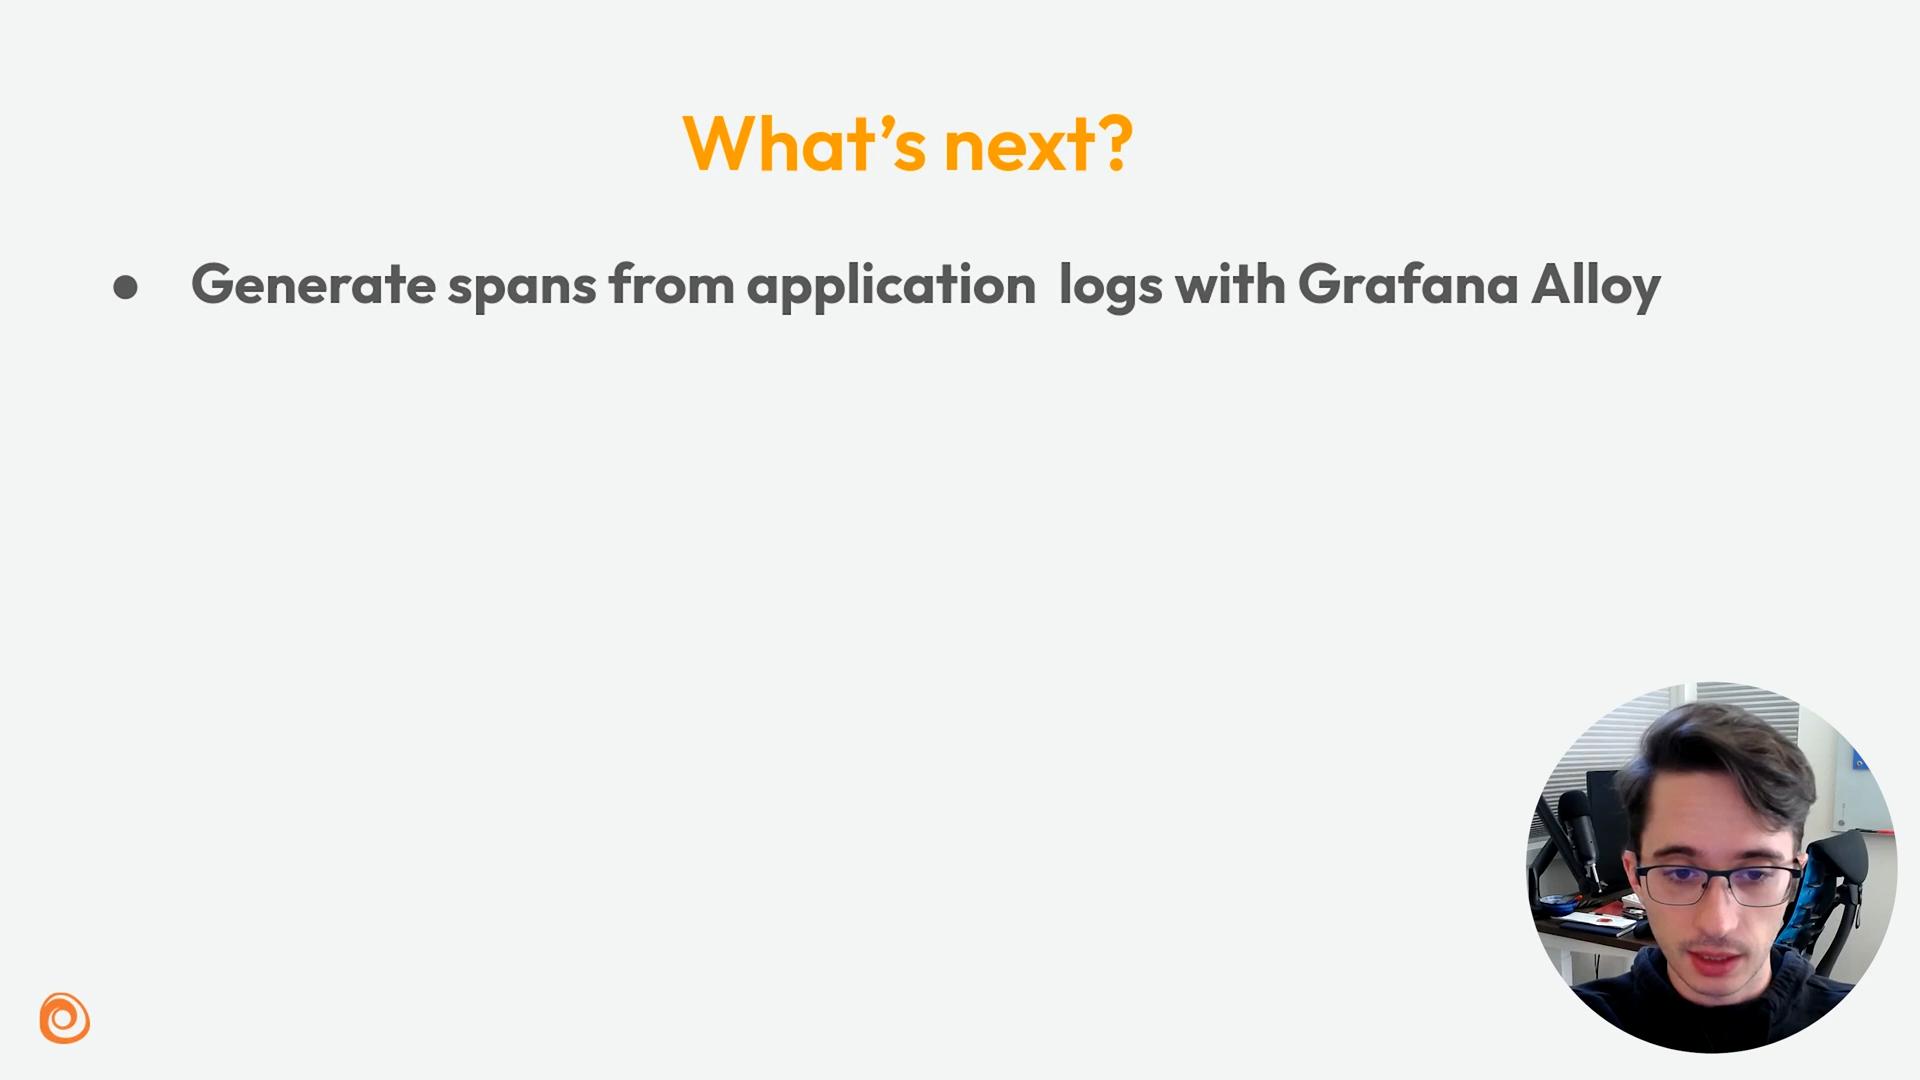 What’s next?
● Generate spans from application  logs with Grafana Alloy